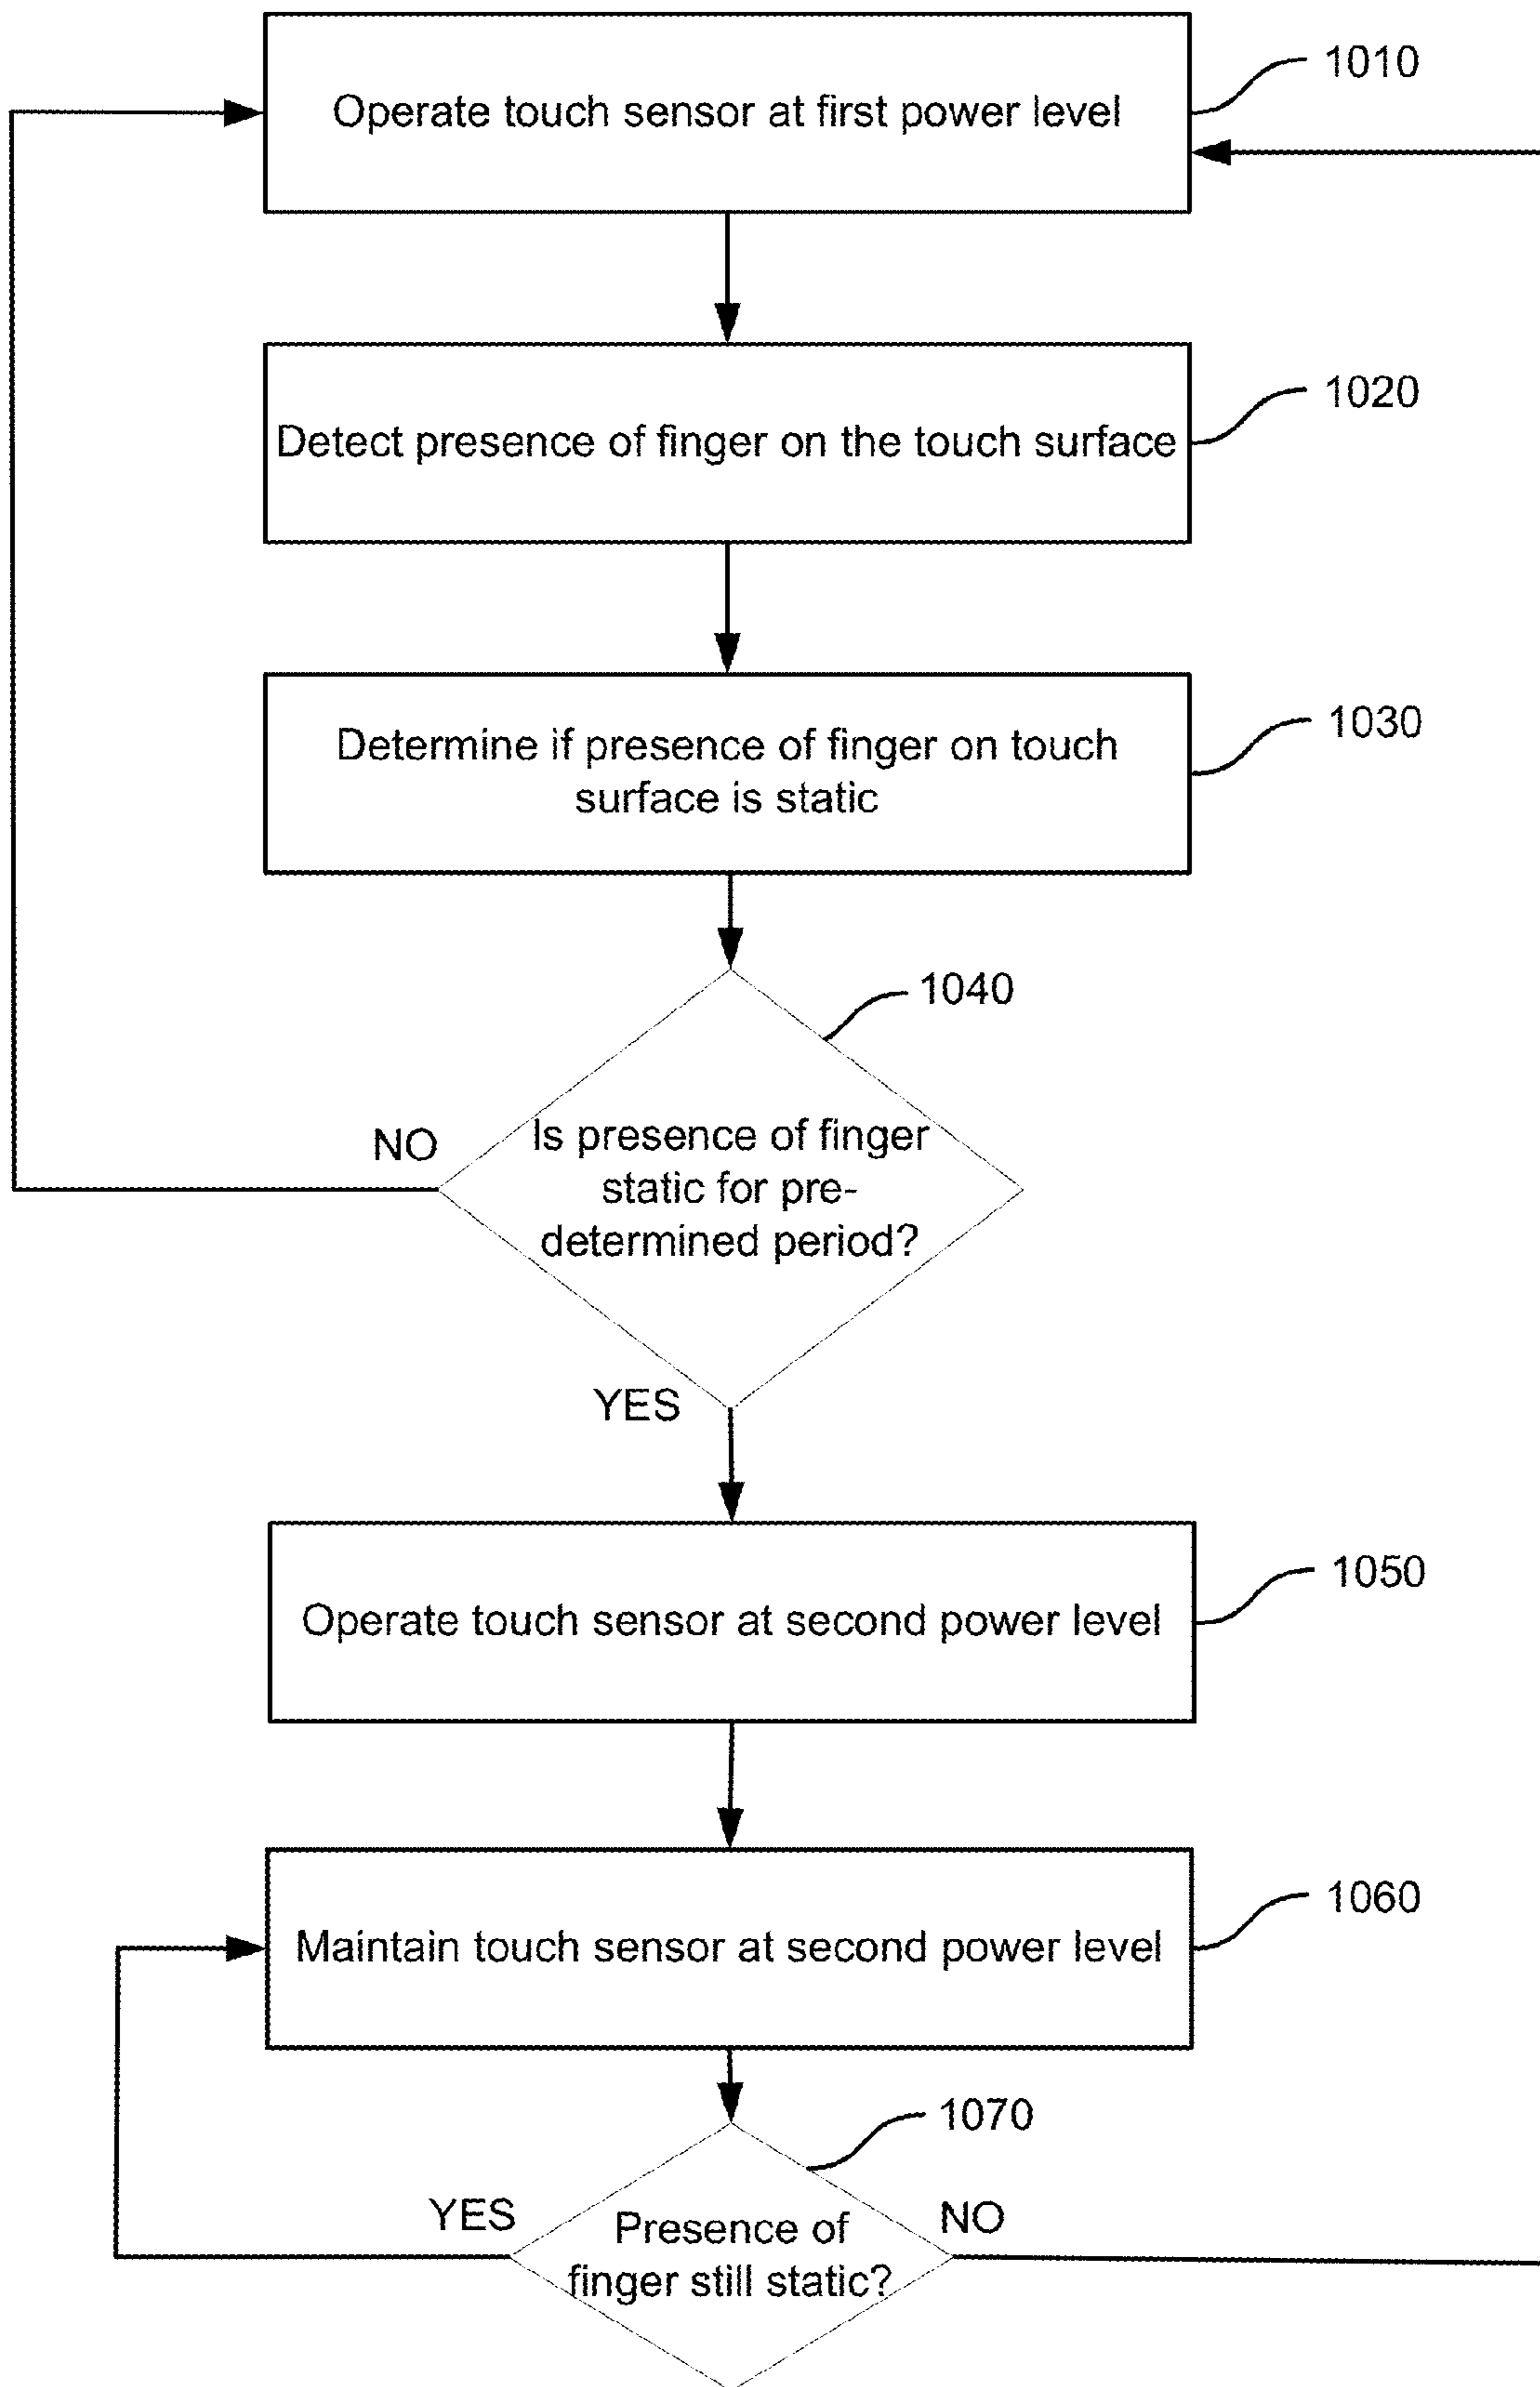 Operate touch sensor at first power level
1010
Detect presence of finger on the touch surface
1020
Determine if presence of finger on touch
surface is static
1030
1040
NO
Is presence of finger
static for pre-
determined period?
YES
Operate touch sensor at second power level
1050
Maintain touch sensor at second power level
1060
1070
YES
Presence of
finger still static?
NO